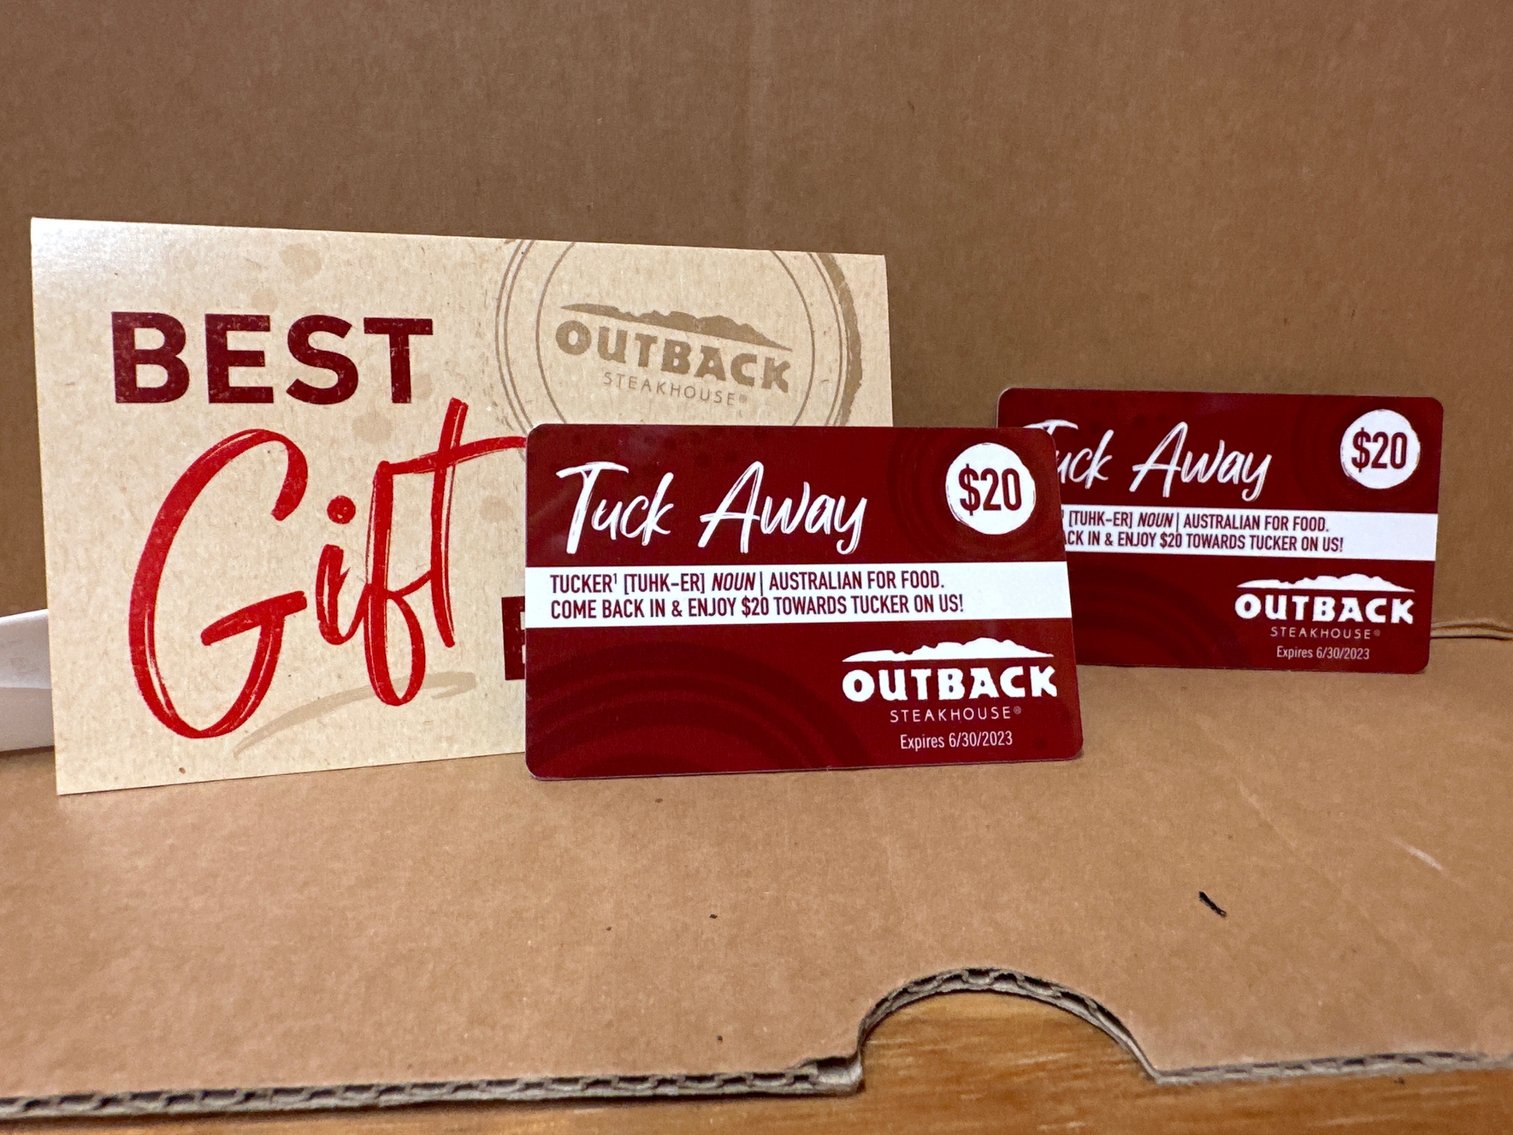 BEST
Gift
OUTBACK
STEAKHOUSE®
Tuck Away
$20
TUCKER¹ [TUHK-ER] NOUN | AUSTRALIAN FOR FOOD.
COME BACK IN & ENJOY $20 TOWARDS TUCKER ON US!
OUTBACK
STEAKHOUSE®
Expires 6/30/2023
Away
$20
[TUHK-ER] NOUN | AUSTRALIAN FOR FOOD.
IN & ENJOY $20 TOWARDS TUCKER ON US!
OUTBACK
STEAKHOUSE®
Expires 6/30/2023